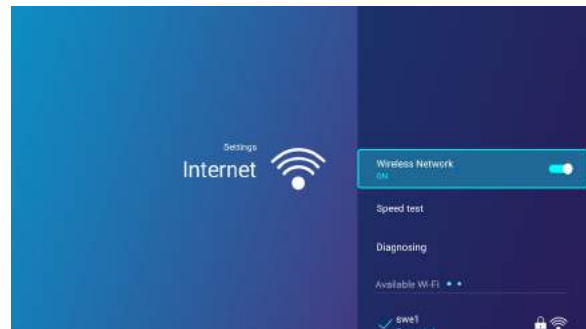 Settings
Internet
Wireless Network
ON
Speed test
Diagnosing
Available Wi-Fi
swe1